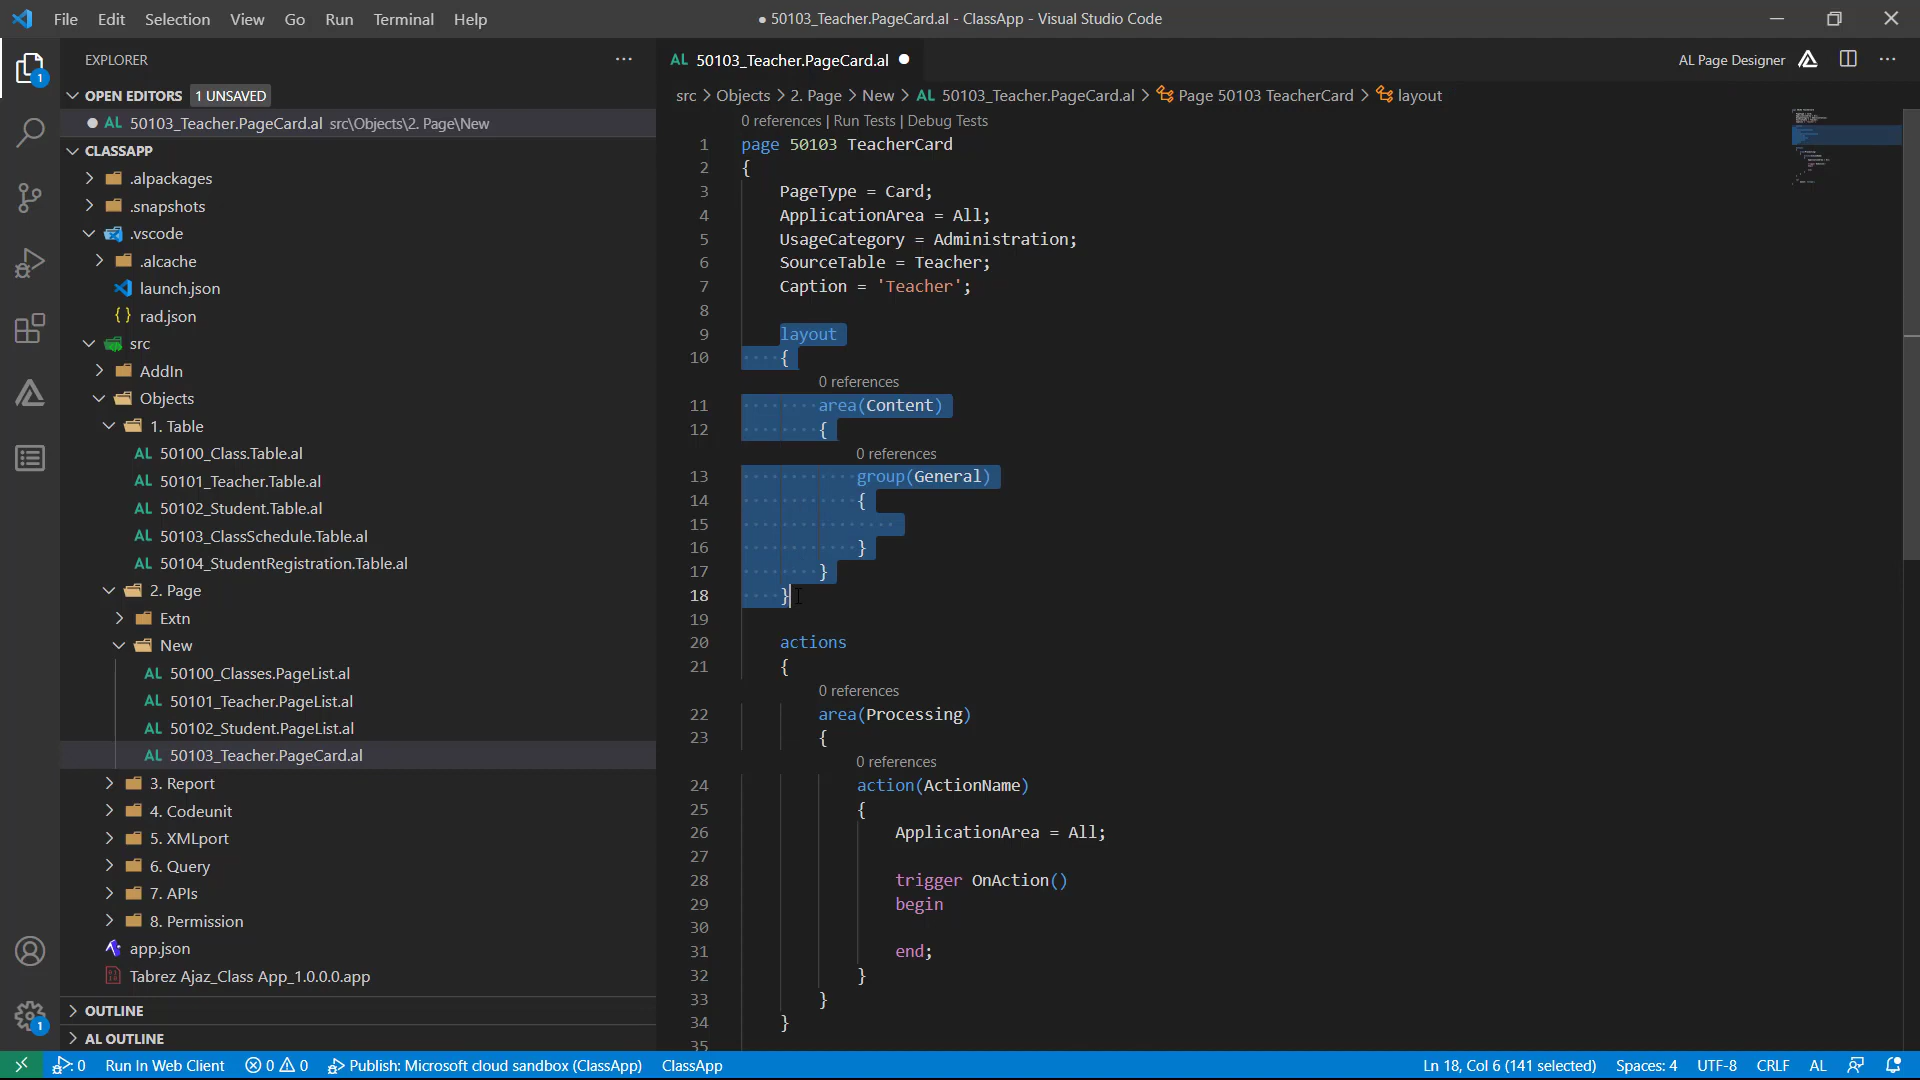 File Edit Selection View Go Run Terminal Help
● 50103_Teacher.PageCard.al - ClassApp - Visual Studio Code
EXPLORER
OPEN EDITORS 1 UNSAVED
50103_Teacher.PageCard.al src\Objects\2. Page\New
CLASSAPP
.alpackages
.snapshots
.vscode
.alcache
launch.json
rad.json
src
AddIn
Objects
1. Table
50100_Class.Table.al
50101_Teacher.Table.al
50102_Student.Table.al
50103_ClassSchedule.Table.al
50104_StudentRegistration.Table.al
2. Page
Extn
New
50100_Classes.PageList.al
50101_Teacher.PageList.al
50102_Student.PageList.al
50103_Teacher.PageCard.al
3. Report
4. Codeunit
5. XMLport
6. Query
7. APIs
8. Permission
app.json
Tabrez Ajaz_Class App_1.0.0.0.app
OUTLINE
AL OUTLINE
AL 50103_Teacher.PageCard.al
AL Page Designer
src > Objects > 2. Page > New > AL 50103_Teacher.PageCard.al > Page 50103 TeacherCard > layout
0 references | Run Tests | Debug Tests
1 page 50103 TeacherCard
2 {
3 PageType = Card;
4 ApplicationArea = All;
5 UsageCategory = Administration;
6 SourceTable = Teacher;
7 Caption = 'Teacher';
8
9 layout
10 {
0 references
11 area(Content)
12 {
0 references
13 group(General)
14 {
15
16 }
17 }
18 }
19
20 actions
21 {
0 references
22 area(Processing)
23 {
0 references
24 action(ActionName)
25 {
26 ApplicationArea = All;
27
28 trigger OnAction()
29 begin
30
31 end;
32 }
33 }
34 }
35
0 Run In Web Client 0 0 Publish: Microsoft cloud sandbox (ClassApp) ClassApp
Ln 18, Col 6 (141 selected) Spaces: 4 UTF-8 CRLF AL